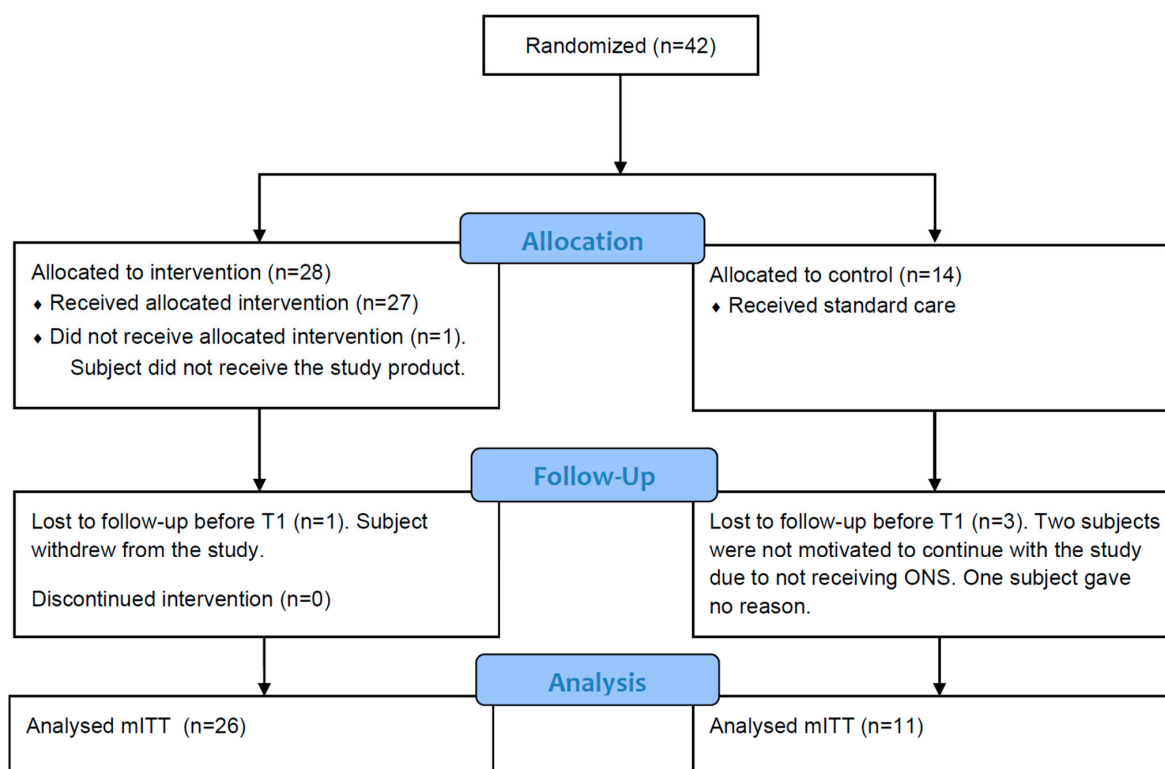 Randomized (n=42)
Allocation
Allocated to intervention (n=28)
♦ Received allocated intervention (n=27)
♦ Did not receive allocated intervention (n=1).
Subject did not receive the study product.
Allocated to control (n=14)
♦ Received standard care
Follow-Up
Lost to follow-up before T1 (n=1). Subject
withdrew from the study.
Discontinued intervention (n=0)
Lost to follow-up before T1 (n=3). Two subjects
were not motivated to continue with the study
due to not receiving ONS. One subject gave
no reason.
Analysis
Analysed mITT (n=26)
Analysed mITT (n=11)